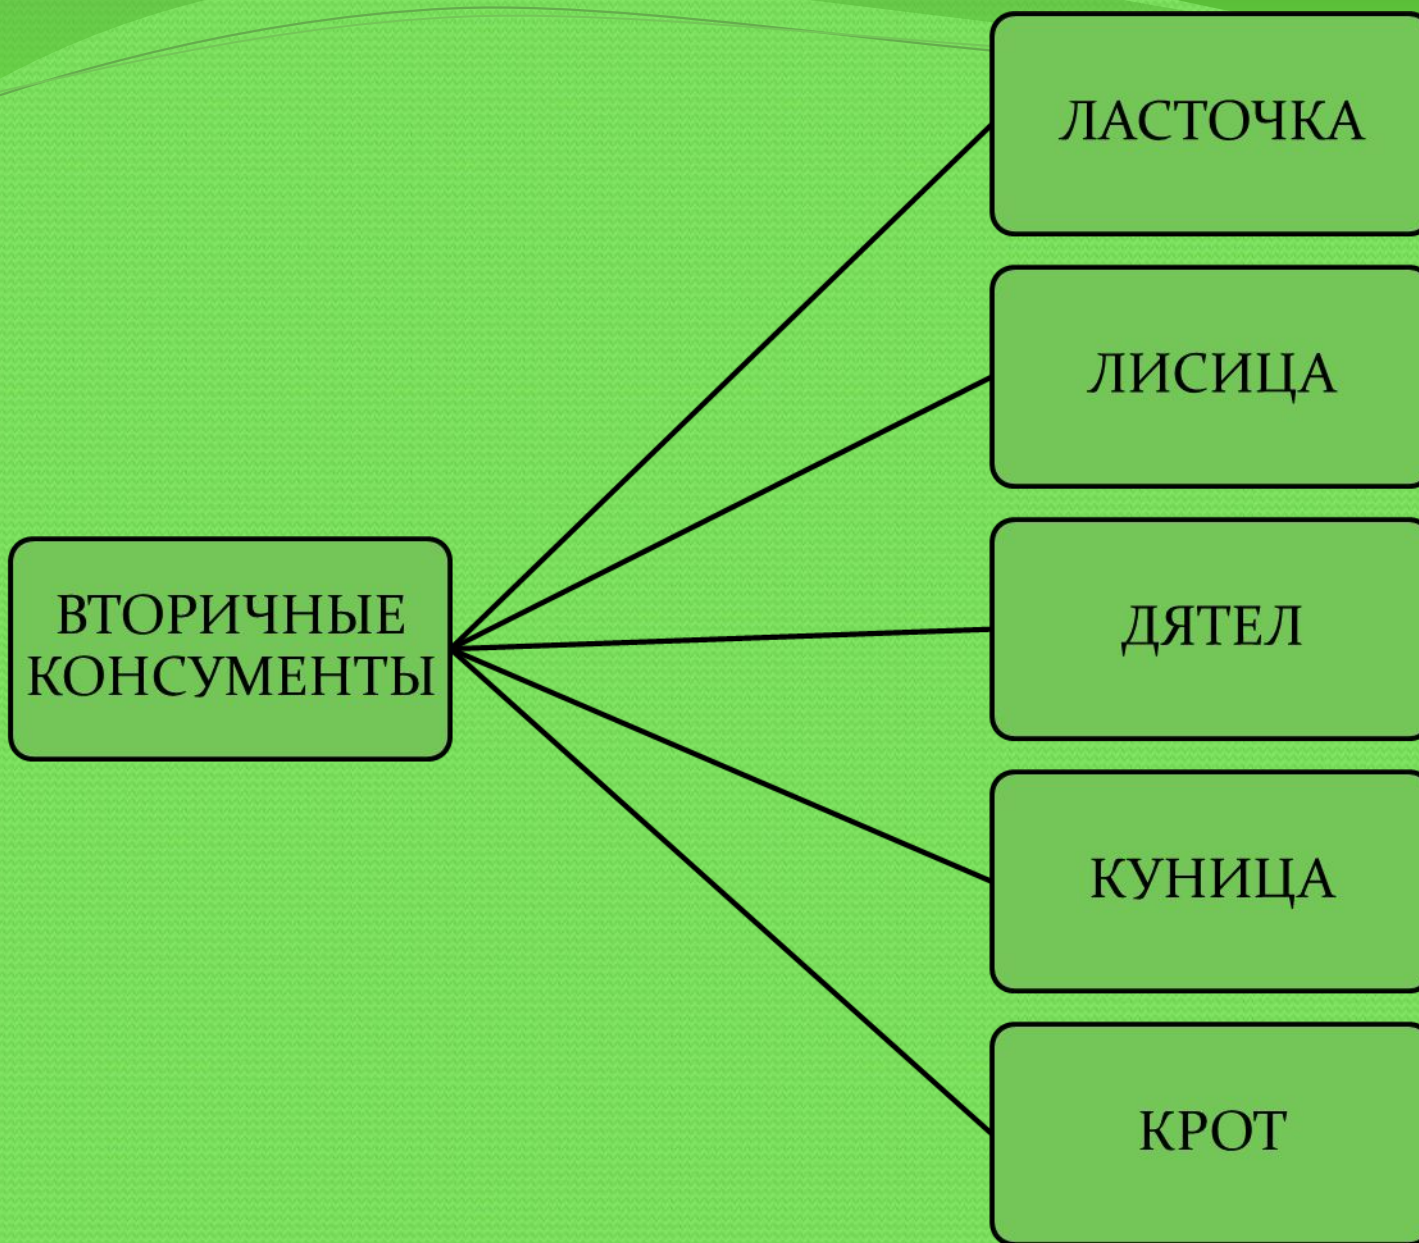 ВТОРИЧНЫЕ
КОНСУМЕНТЫ
ЛАСТОЧКА
ЛИСИЦА
ДЯТЕЛ
КУНИЦА
КРОТ